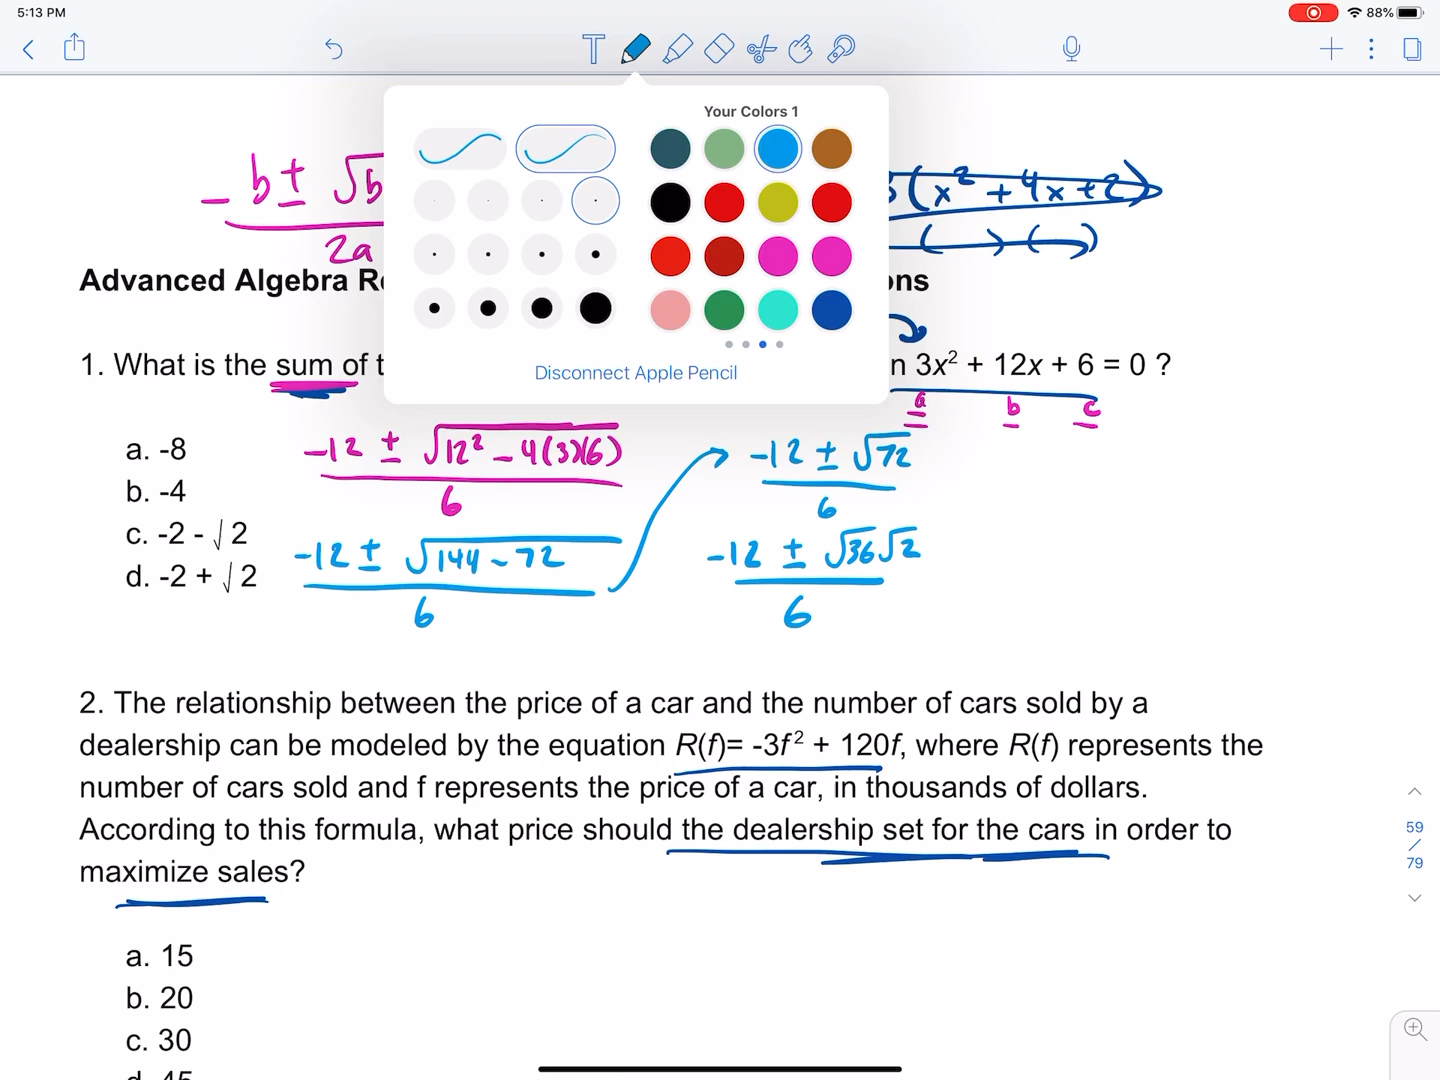 5:13 PM
88%
T
Your Colors 1
- b ± √b
2a
(x² + 4x + 2)
( ) ( )
Disconnect Apple Pencil
Advanced Algebra R ns
1. What is the sum of t n 3x² + 12x + 6 = 0 ?
a b c
a. -8
b. -4
c. -2 - √2
d. -2 + √2
-12 ± √12² - 4(3)(6)
6
-12 ± √144 - 72
6
-12 ± √72
6
-12 ± √36√2
6
2. The relationship between the price of a car and the number of cars sold by a
dealership can be modeled by the equation R(f)= -3f² + 120f, where R(f) represents the
number of cars sold and f represents the price of a car, in thousands of dollars.
According to this formula, what price should the dealership set for the cars in order to
maximize sales?
59
/
79
a. 15
b. 20
c. 30